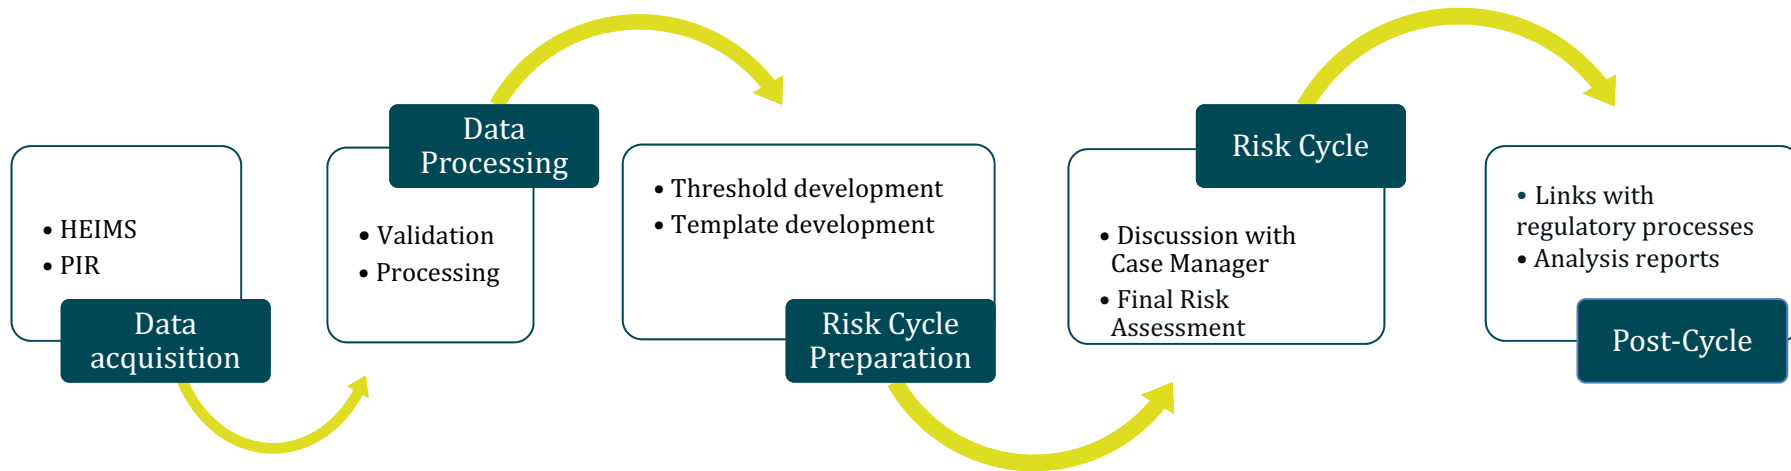 • HEIMS
• PIR
Data
acquisition
Data
Processing
• Validation
• Processing
• Threshold development
• Template development
Risk Cycle
Preparation
Risk Cycle
• Discussion with
Case Manager
• Final Risk
Assessment
• Links with
regulatory processes
• Analysis reports
Post-Cycle